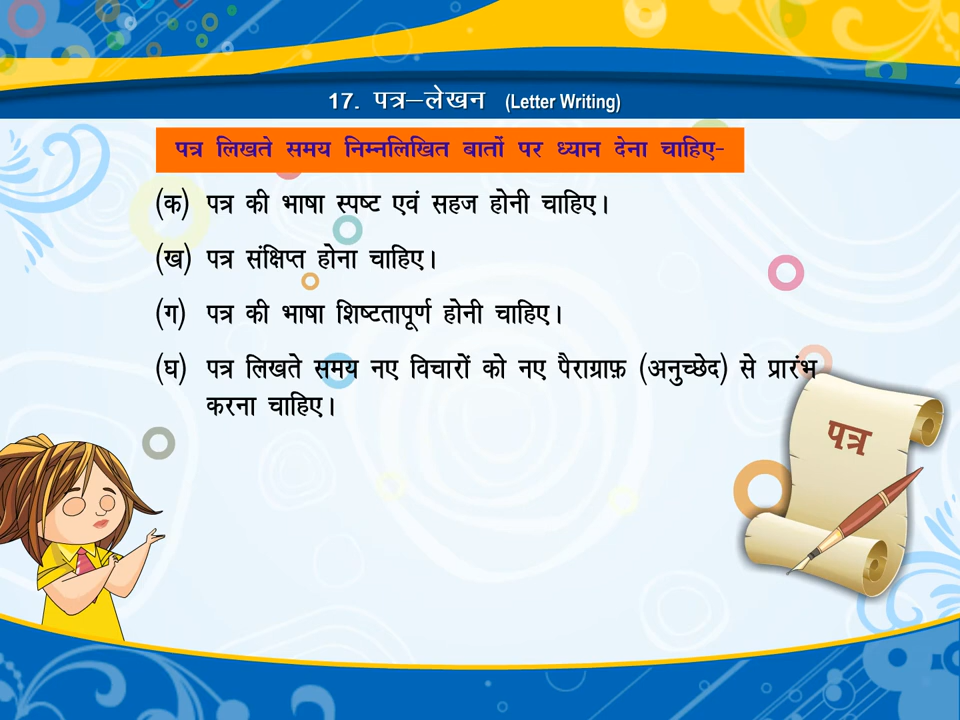 17. पत्र–लेखन (Letter Writing)
पत्र लिखते समय निम्नलिखित बातों पर ध्यान देना चाहिए-
(क) पत्र की भाषा स्पष्ट एवं सहज होनी चाहिए।
(ख) पत्र संक्षिप्त होना चाहिए।
(ग) पत्र की भाषा शिष्टतापूर्ण होनी चाहिए।
(घ) पत्र लिखते समय नए विचारों को नए पैराग्राफ़ (अनुच्छेद) से प्रारंभ
करना चाहिए।
पत्र